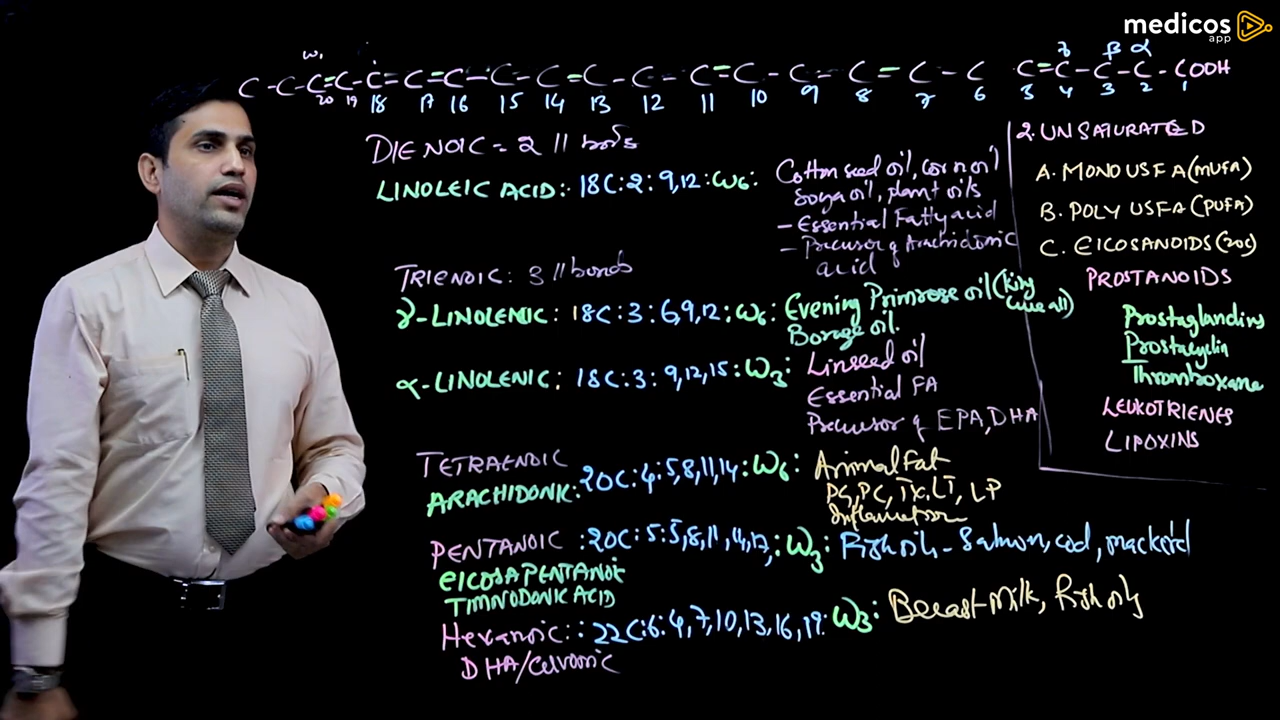 medicos
app
ω1
γ β α
C-C-C=C-C=C=C-C-C=C-C-C=C-C-C=C-C C=C-C-C-COOH
20 19 18 17 16 15 14 13 12 11 10 9 8 7 6 5 4 3 2 1
DIENOIC = 2 || bonds
LINOLEIC ACID: 18C:2:9,12:ω6:
Cotton seed oil, corn oil
Soya oil, plant oils
- Essential Fatty acid
- Precursor of Arachidonic
acid
TRIENOIC: 3 || bonds
γ-LINOLENIC: 18C:3:6,9,12:ω6: Evening Primrose oil (King
cure all)
Borage oil.
α-LINOLENIC: 18C:3:9,12,15:ω3: Linseed oil
Essential FA
Precursor of EPA, DHA
TETRAENOIC
ARACHIDONIC: 20C:4:5,8,11,14:ω6: Animal Fat
PG, PC, TX, LT, LP
Inflammation
PENTANOIC :20C:5:5,8,11,14,17,:ω3: Fish oils - Salmon, cod, mackerel
EICOSAPENTANOIC
TIMNODONIC ACID
Hexanoic:: 22C:6:4,7,10,13,16,19:ω3: Breast Milk, Fish oils
DHA/Cervonic
2. UNSATURATED
A. MONO USFA (MUFA)
B. POLY USFA (PUFA)
C. EICOSANOIDS (20C)
PROSTANOIDS
Prostaglandins
Prostacyclin
Thromboxane
LEUKOTRIENES
LIPOXINS